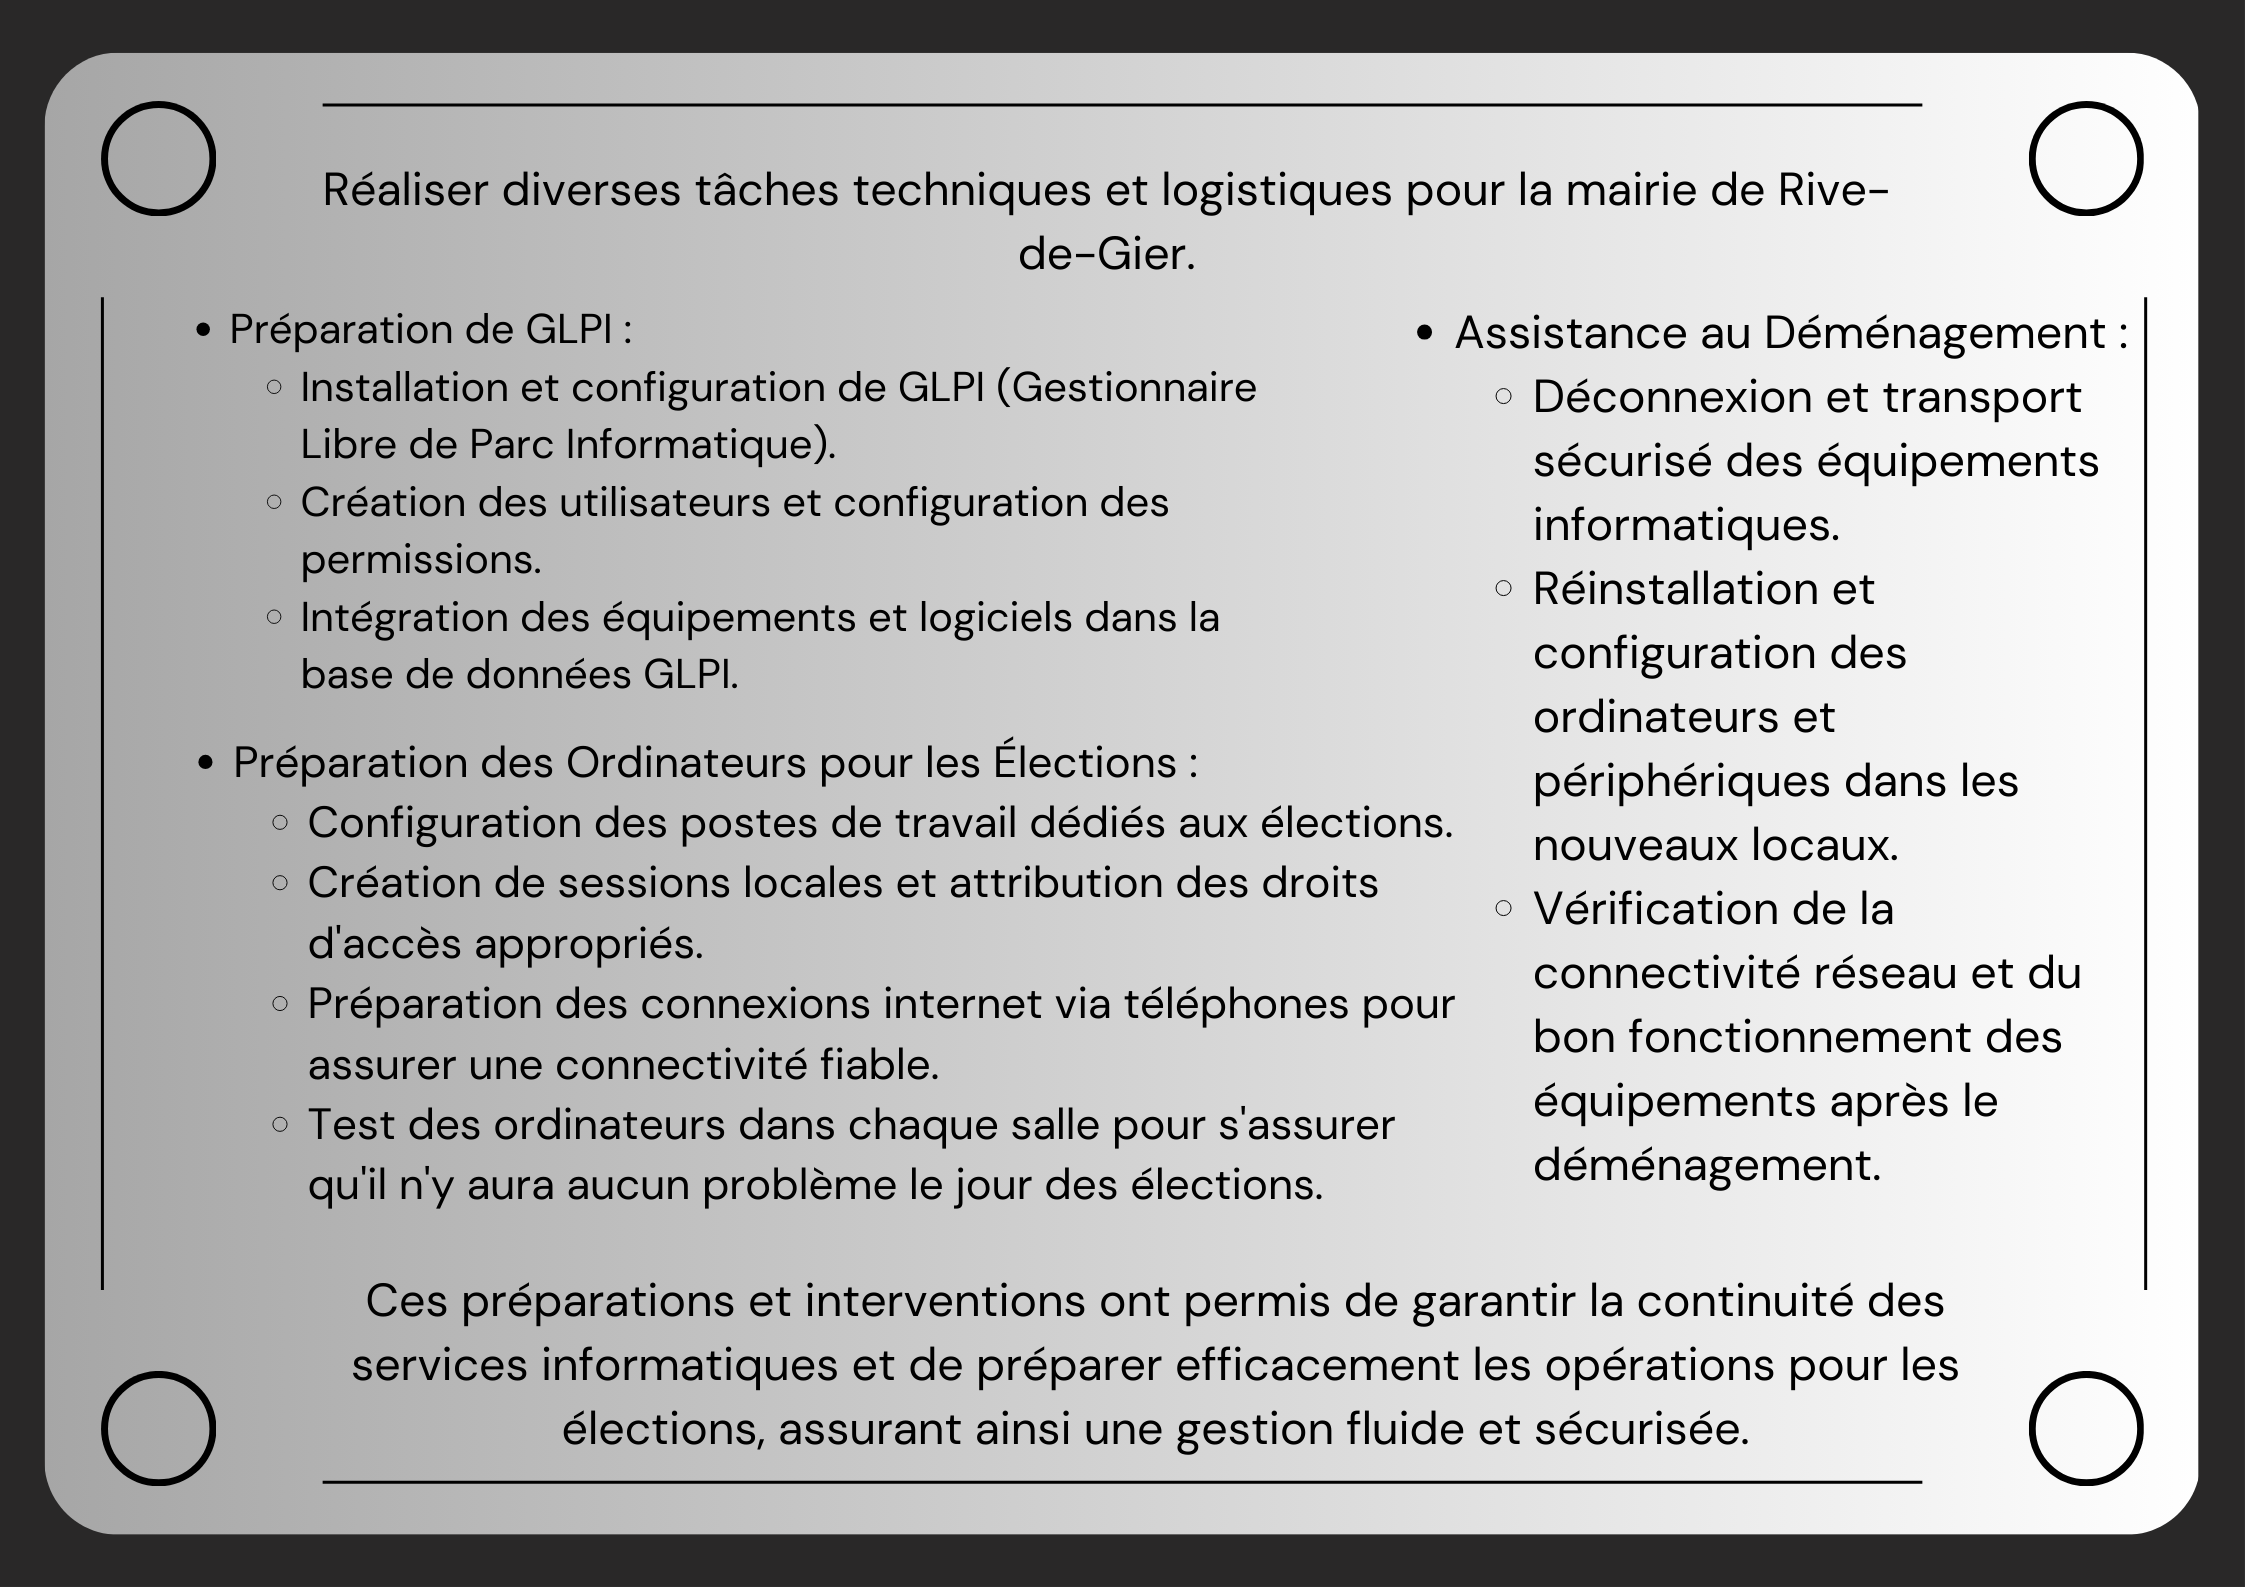 Réaliser diverses tâches techniques et logistiques pour la mairie de Rive-
de-Gier.
• Préparation de GLPI :
○ Installation et configuration de GLPI (Gestionnaire
Libre de Parc Informatique).
○ Création des utilisateurs et configuration des
permissions.
○ Intégration des équipements et logiciels dans la
base de données GLPI.
• Préparation des Ordinateurs pour les Élections :
○ Configuration des postes de travail dédiés aux élections.
○ Création de sessions locales et attribution des droits
d'accès appropriés.
○ Préparation des connexions internet via téléphones pour
assurer une connectivité fiable.
○ Test des ordinateurs dans chaque salle pour s'assurer
qu'il n'y aura aucun problème le jour des élections.
• Assistance au Déménagement :
○ Déconnexion et transport
sécurisé des équipements
informatiques.
○ Réinstallation et
configuration des
ordinateurs et
périphériques dans les
nouveaux locaux.
○ Vérification de la
connectivité réseau et du
bon fonctionnement des
équipements après le
déménagement.
Ces préparations et interventions ont permis de garantir la continuité des
services informatiques et de préparer efficacement les opérations pour les
élections, assurant ainsi une gestion fluide et sécurisée.